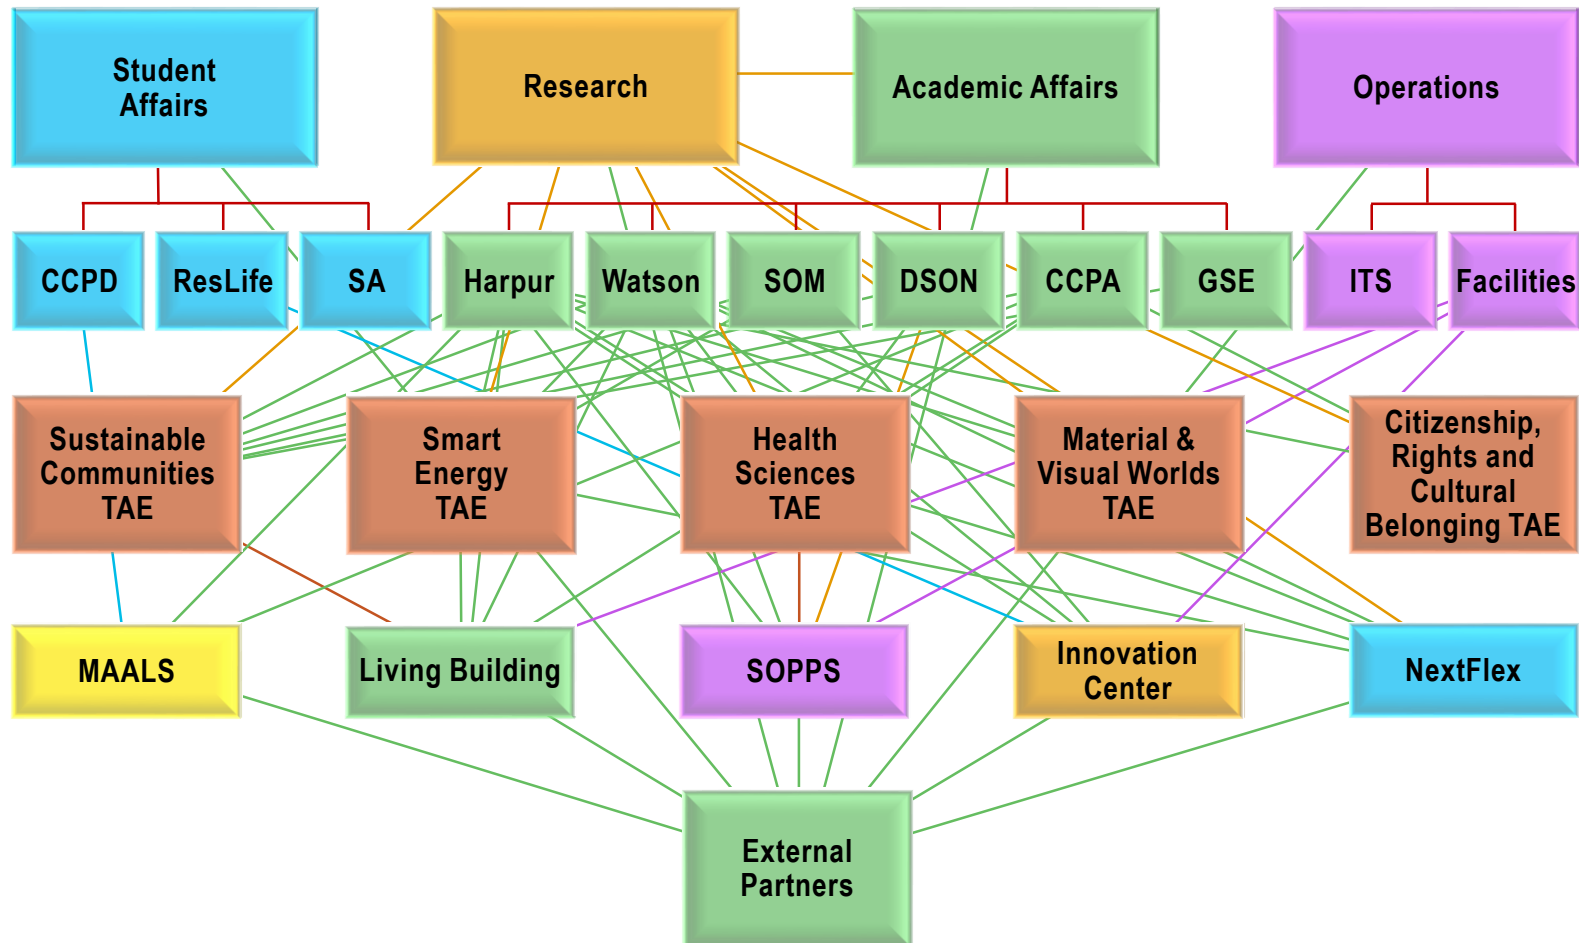 Student
Affairs
Research
Academic Affairs
Operations
CCPD
ResLife
SA
Harpur
Watson
SOM
DSON
CCPA
GSE
ITS
Facilities
Sustainable
Communities
TAE
Smart
Energy
TAE
Health
Sciences
TAE
Material &
Visual Worlds
TAE
Citizenship,
Rights and
Cultural
Belonging TAE
MAALS
Living Building
SOPPS
Innovation
Center
NextFlex
External
Partners